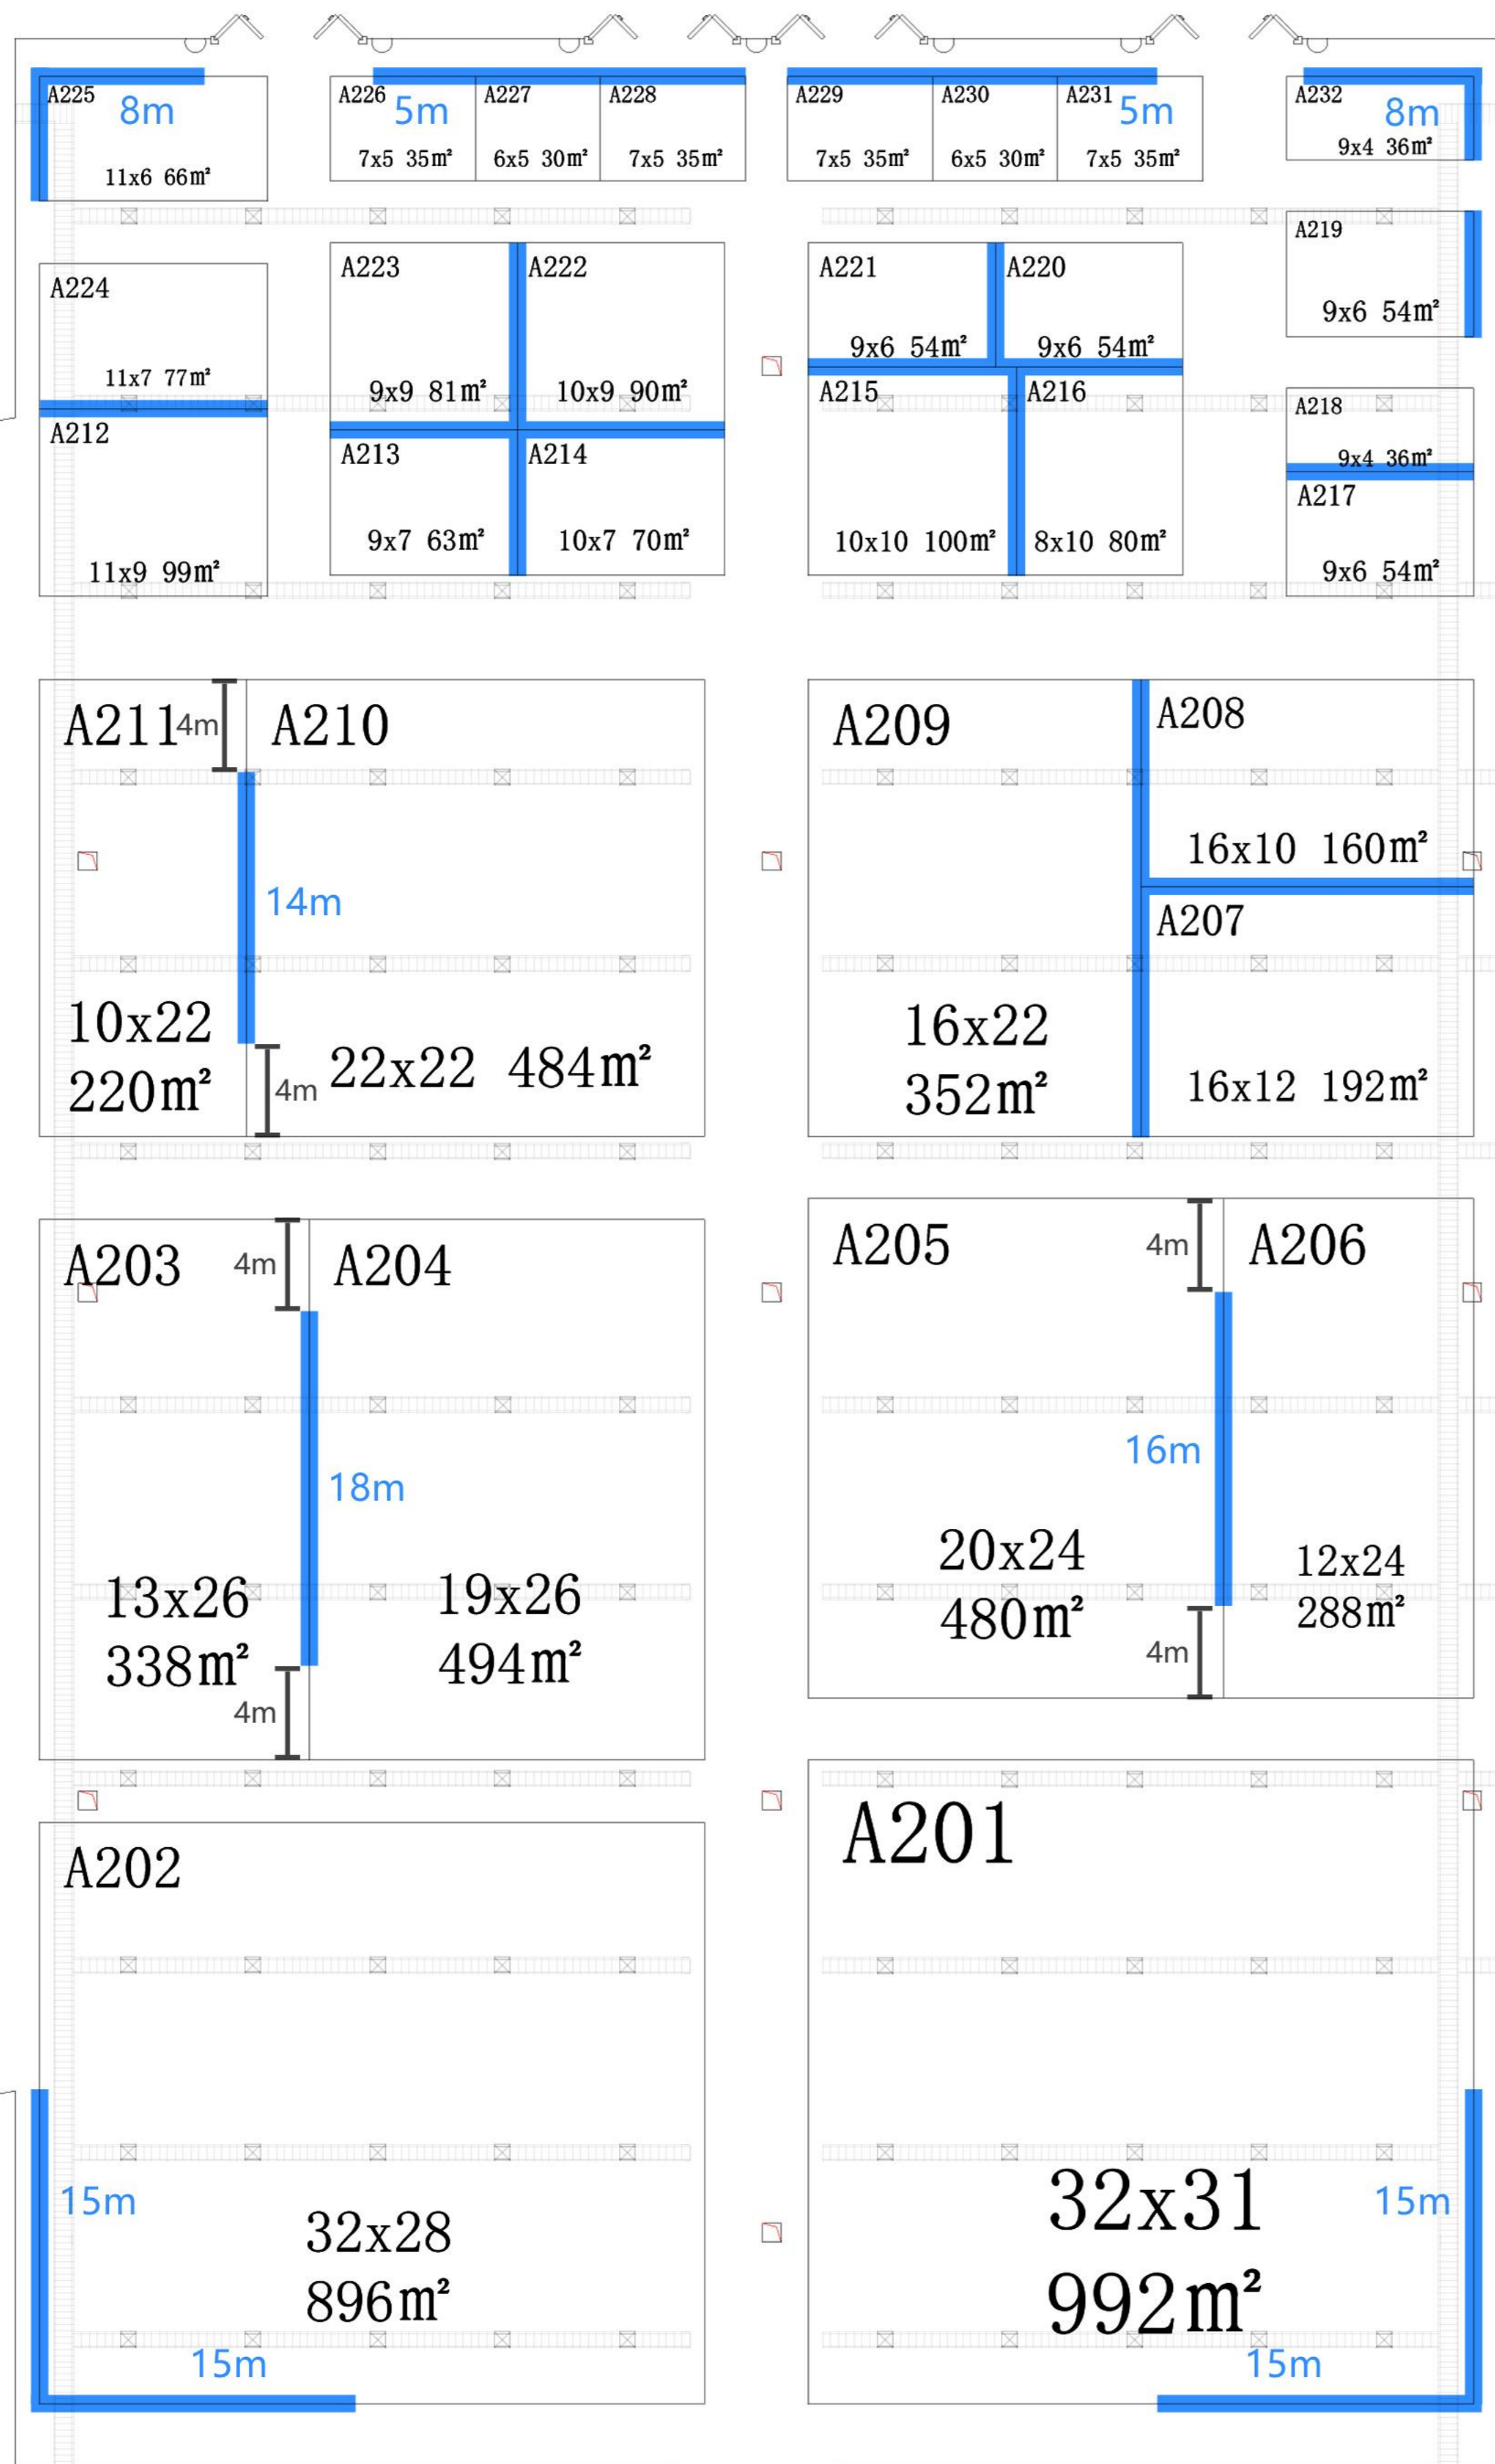 A225
8m
11x6 66㎡
A226
5m
7x5 35㎡
A227
6x5 30㎡
A228
7x5 35㎡
A229
7x5 35㎡
A230
6x5 30㎡
A231
5m
7x5 35㎡
A232
8m
9x4 36㎡
A219
9x6 54㎡
A224
11x7 77㎡
A223
9x9 81㎡
A222
10x9 90㎡
A221
9x6 54㎡
A220
9x6 54㎡
A218
9x4 36㎡
A212
11x9 99㎡
A213
9x7 63㎡
A214
10x7 70㎡
A215
10x10 100㎡
A216
8x10 80㎡
A217
9x6 54㎡
A211
4m
A210
14m
10x22
220㎡
4m
22x22 484㎡
A209
16x22
352㎡
A208
16x10 160㎡
A207
16x12 192㎡
A203
4m
A204
18m
13x26
338㎡
19x26
494㎡
4m
A205
4m
A206
16m
20x24
480㎡
12x24
288㎡
4m
A202
15m
32x28
896㎡
15m
A201
32x31
992㎡
15m
15m